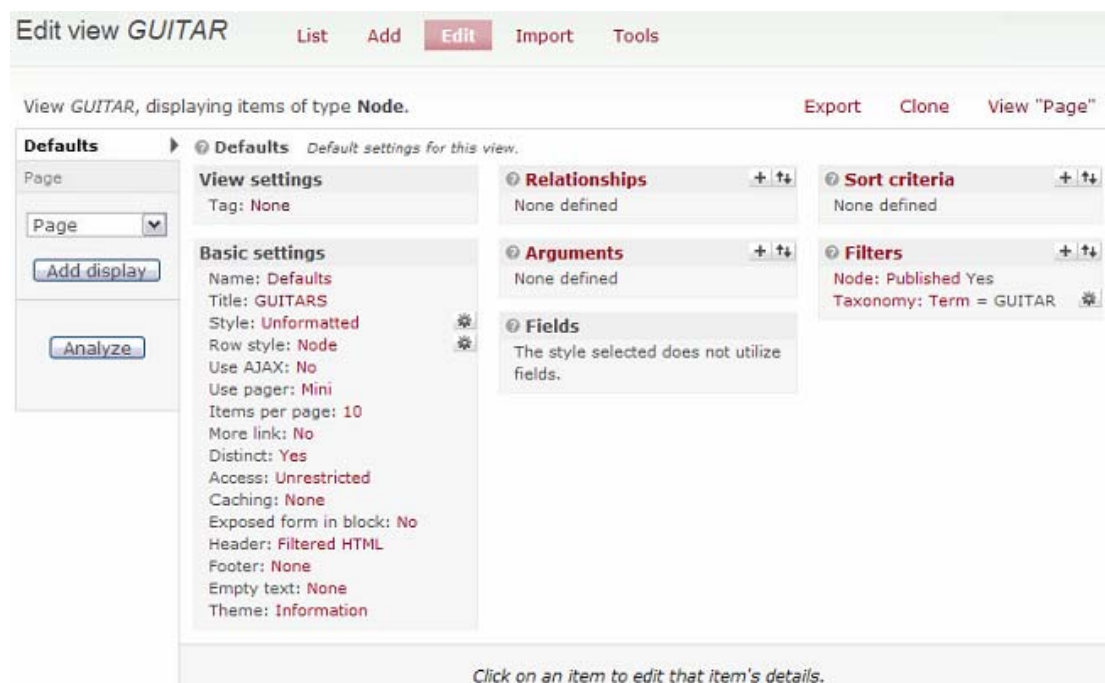 Edit view GUITAR
List Add Edit Import Tools
View GUITAR, displaying items of type Node.
Export Clone View "Page"
Defaults
Page
Page
Add display
Analyze
Defaults Default settings for this view.
View settings
Tag: None
Basic settings
Name: Defaults
Title: GUITARS
Style: Unformatted
Row style: Node
Use AJAX: No
Use pager: Mini
Items per page: 10
More link: No
Distinct: Yes
Access: Unrestricted
Caching: None
Exposed form in block: No
Header: Filtered HTML
Footer: None
Empty text: None
Theme: Information
Relationships
None defined
Arguments
None defined
Fields
The style selected does not utilize
fields.
Sort criteria
None defined
Filters
Node: Published Yes
Taxonomy: Term = GUITAR
Click on an item to edit that item's details.